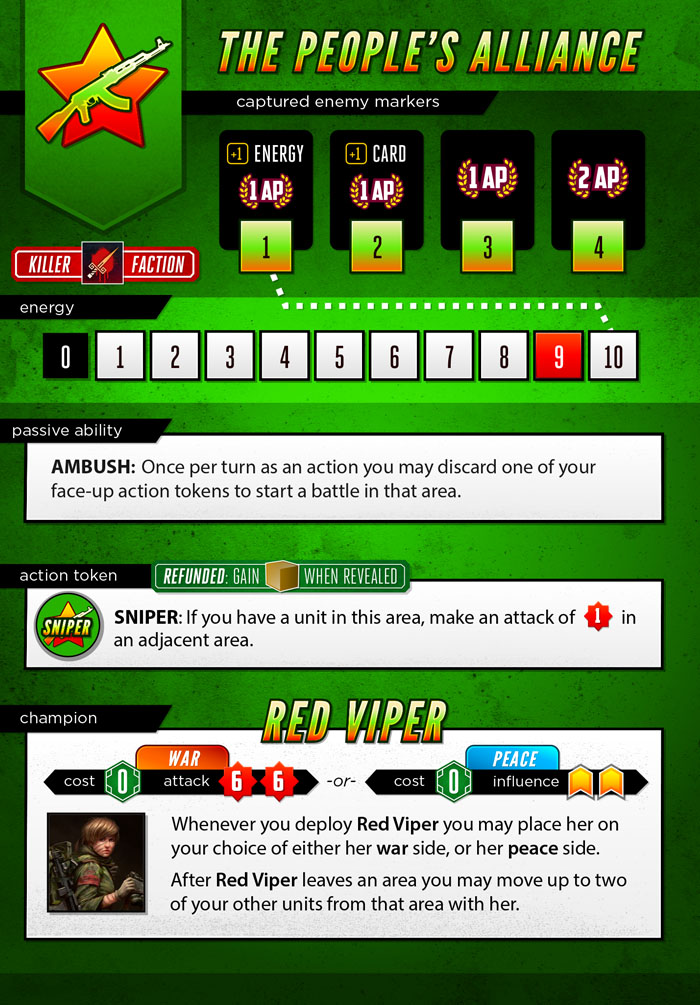 THE PEOPLE'S ALLIANCE
captured enemy markers
+1 ENERGY
1 AP
1
+1 CARD
1 AP
2
1 AP
3
2 AP
4
KILLER FACTION
energy
0 1 2 3 4 5 6 7 8 9 10
passive ability
AMBUSH: Once per turn as an action you may discard one of your
face-up action tokens to start a battle in that area.
action token
REFUNDED: GAIN WHEN REVEALED
SNIPER
SNIPER: If you have a unit in this area, make an attack of 1 in
an adjacent area.
champion
RED VIPER
WAR
cost 0 attack 6 6
-or-
PEACE
cost 0 influence
Whenever you deploy Red Viper you may place her on
your choice of either her war side, or her peace side.
After Red Viper leaves an area you may move up to two
of your other units from that area with her.